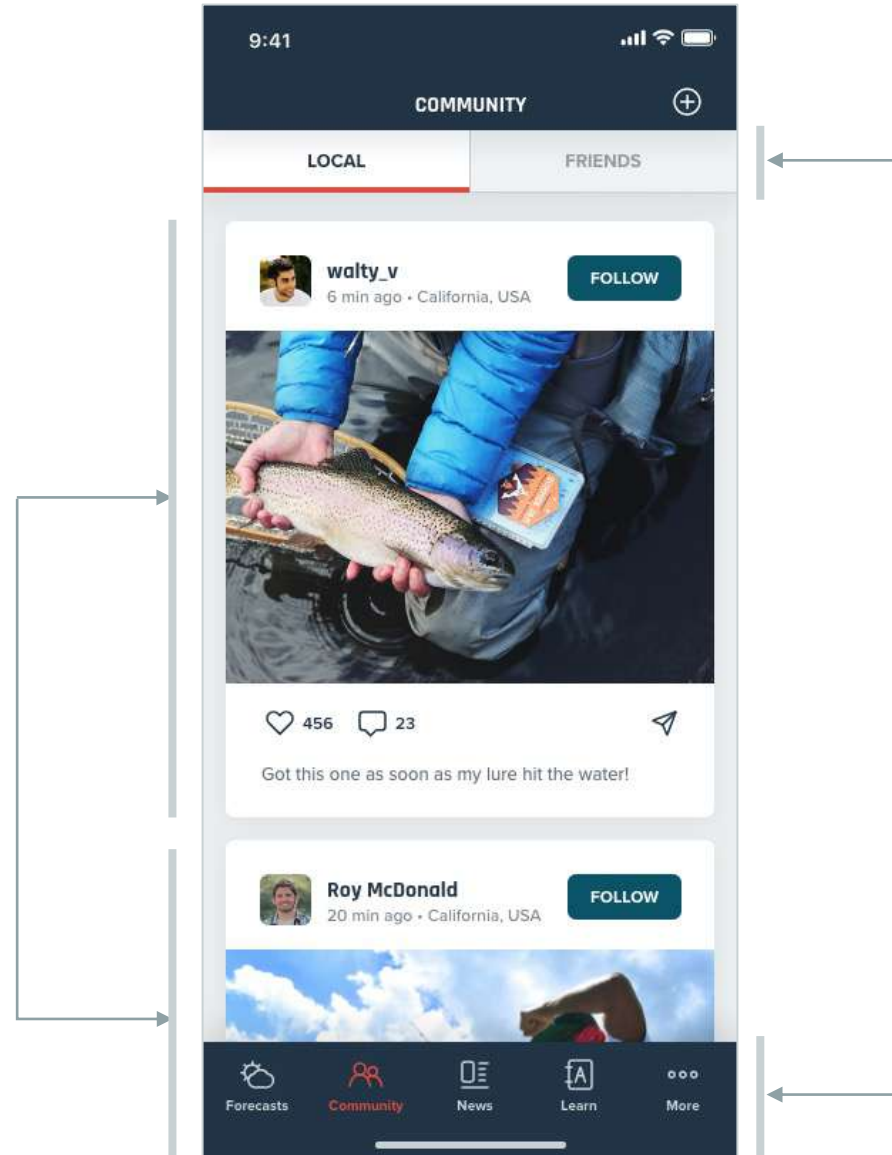 9:41
COMMUNITY
LOCAL FRIENDS
walty_v
6 min ago • California, USA
FOLLOW
456 23
Got this one as soon as my lure hit the water!
Roy McDonald
20 min ago • California, USA
FOLLOW
A
Forecasts Community News Learn More